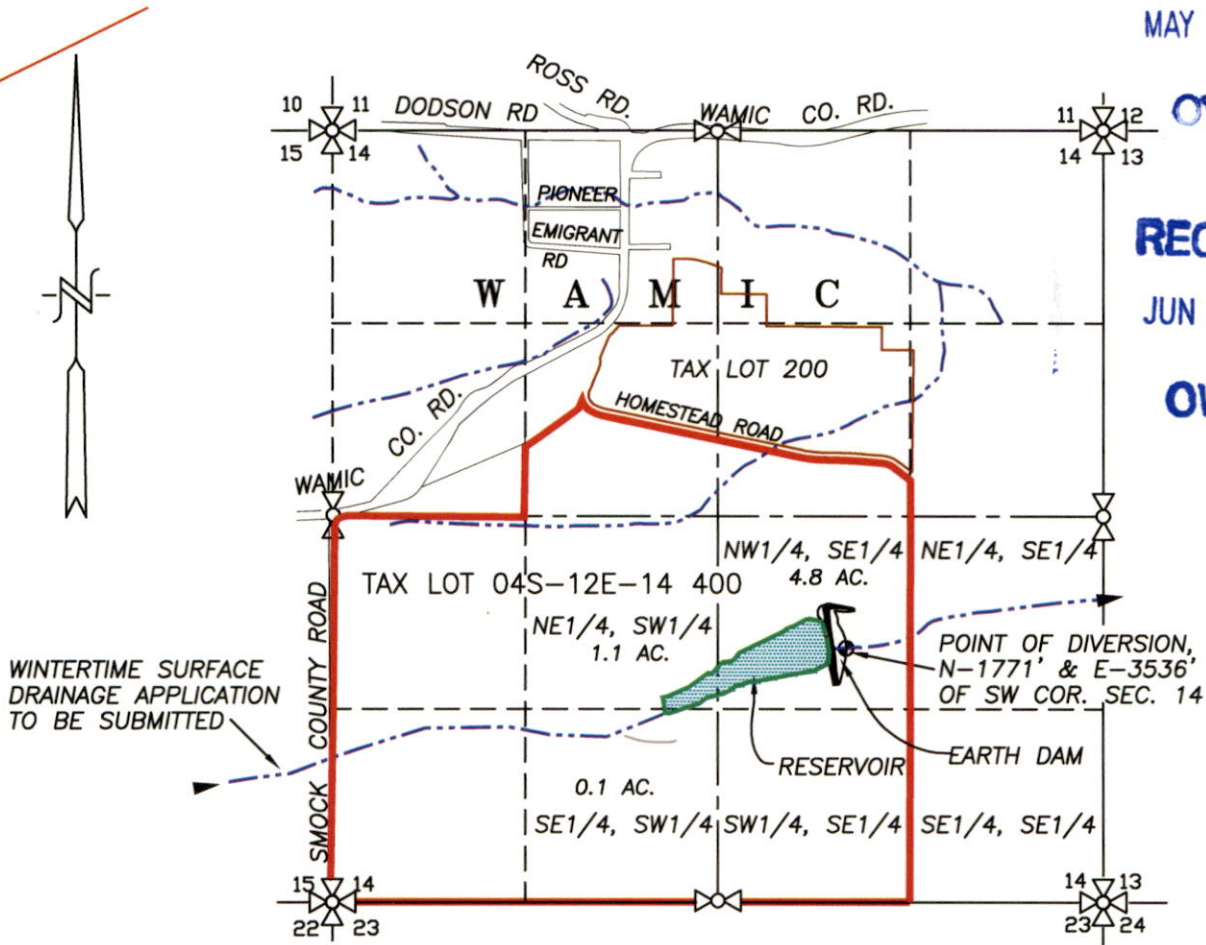 MAY
10 11
15 14
DODSON RD
ROSS RD.
WAMIC CO. RD.
11 12
14 13
PIONEER
EMIGRANT
RD
REC
W A M I C
JUN
TAX LOT 200
HOMESTEAD ROAD
CO. RD.
WAMIC
NW1/4, SE1/4
4.8 AC.
NE1/4, SE1/4
TAX LOT 04S-12E-14 400
NE1/4, SW1/4
1.1 AC.
POINT OF DIVERSION,
N-1771' & E-3536'
OF SW COR. SEC. 14
WINTERTIME SURFACE
DRAINAGE APPLICATION
TO BE SUBMITTED
SMOCK COUNTY ROAD
RESERVOIR
EARTH DAM
0.1 AC.
SE1/4, SW1/4
SW1/4, SE1/4
SE1/4, SE1/4
15 14
22 23
14 13
23 24
N